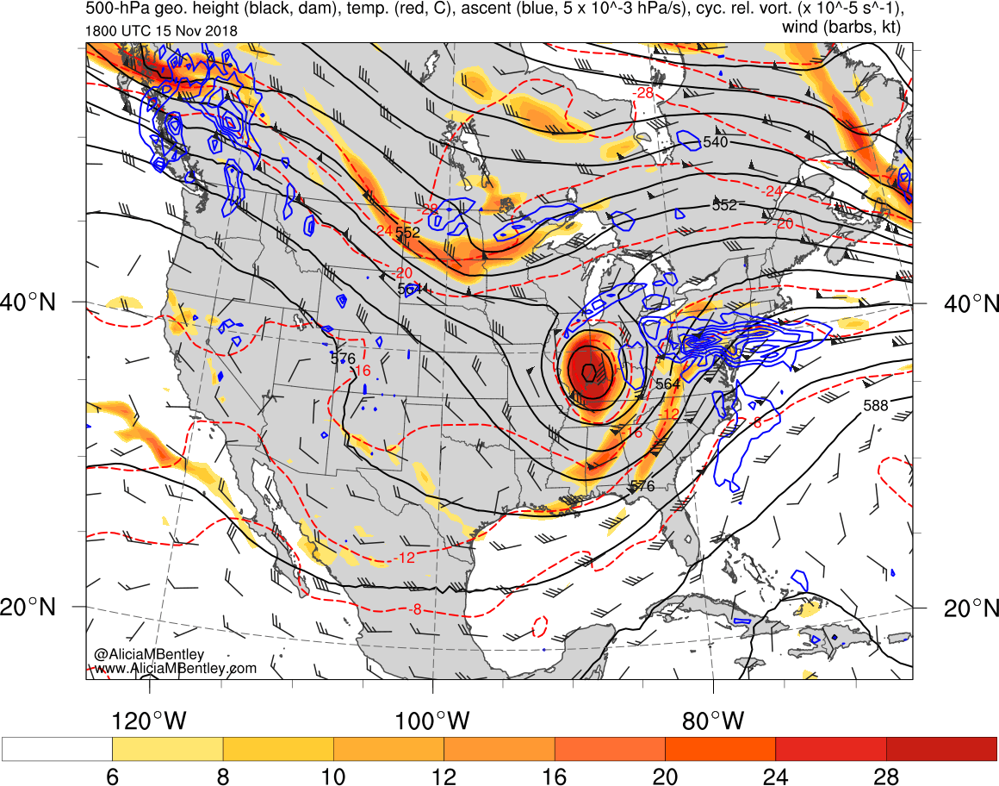 500-hPa geo. height (black, dam), temp. (red, C), ascent (blue, 5 x 10^-3 hPa/s), cyc. rel. vort. (x 10^-5 s^-1),
1800 UTC 15 Nov 2018
wind (barbs, kt)
-28
540
-24
552
-20
-28
24
552
-20
564
40°N
40°N
576
-16
564
588
-12
-8
-16
576
-12
-8
20°N
20°N
@AliciaMBentley
www.AliciaMBentley.com
120°W
100°W
80°W
6
8
10
12
16
20
24
28